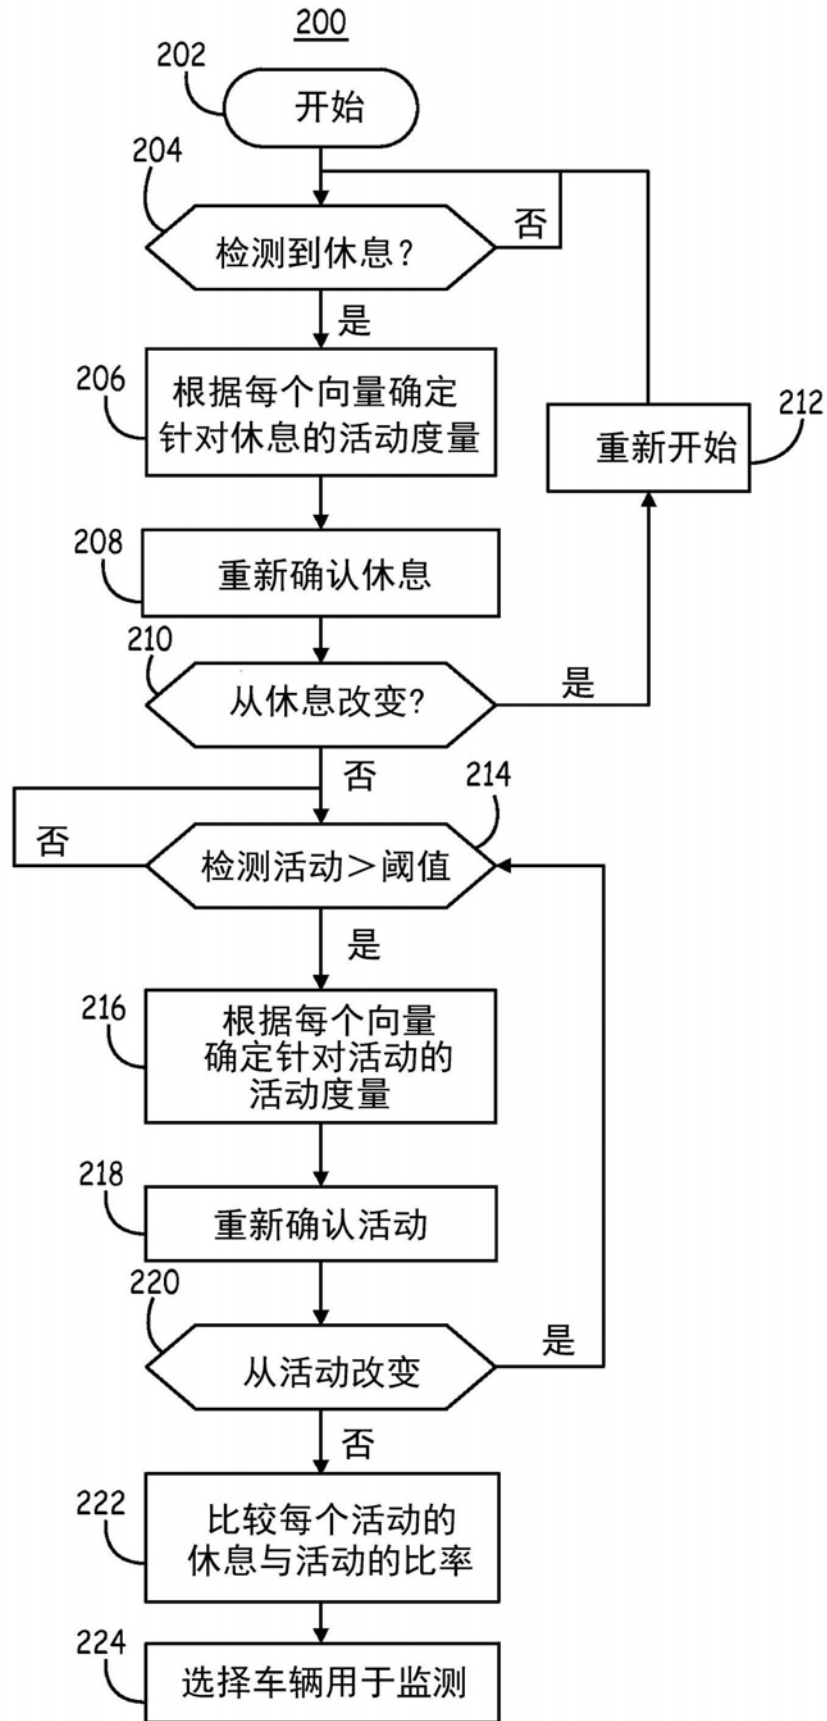 200
202
开始
204
检测到休息?
否
是
206
根据每个向量确定
针对休息的活动度量
212
重新开始
208
重新确认休息
210
从休息改变?
是
否
214
否
检测活动>阈值
是
216
根据每个向量
确定针对活动的
活动度量
218
重新确认活动
220
从活动改变
是
否
222
比较每个活动的
休息与活动的比率
224
选择车辆用于监测